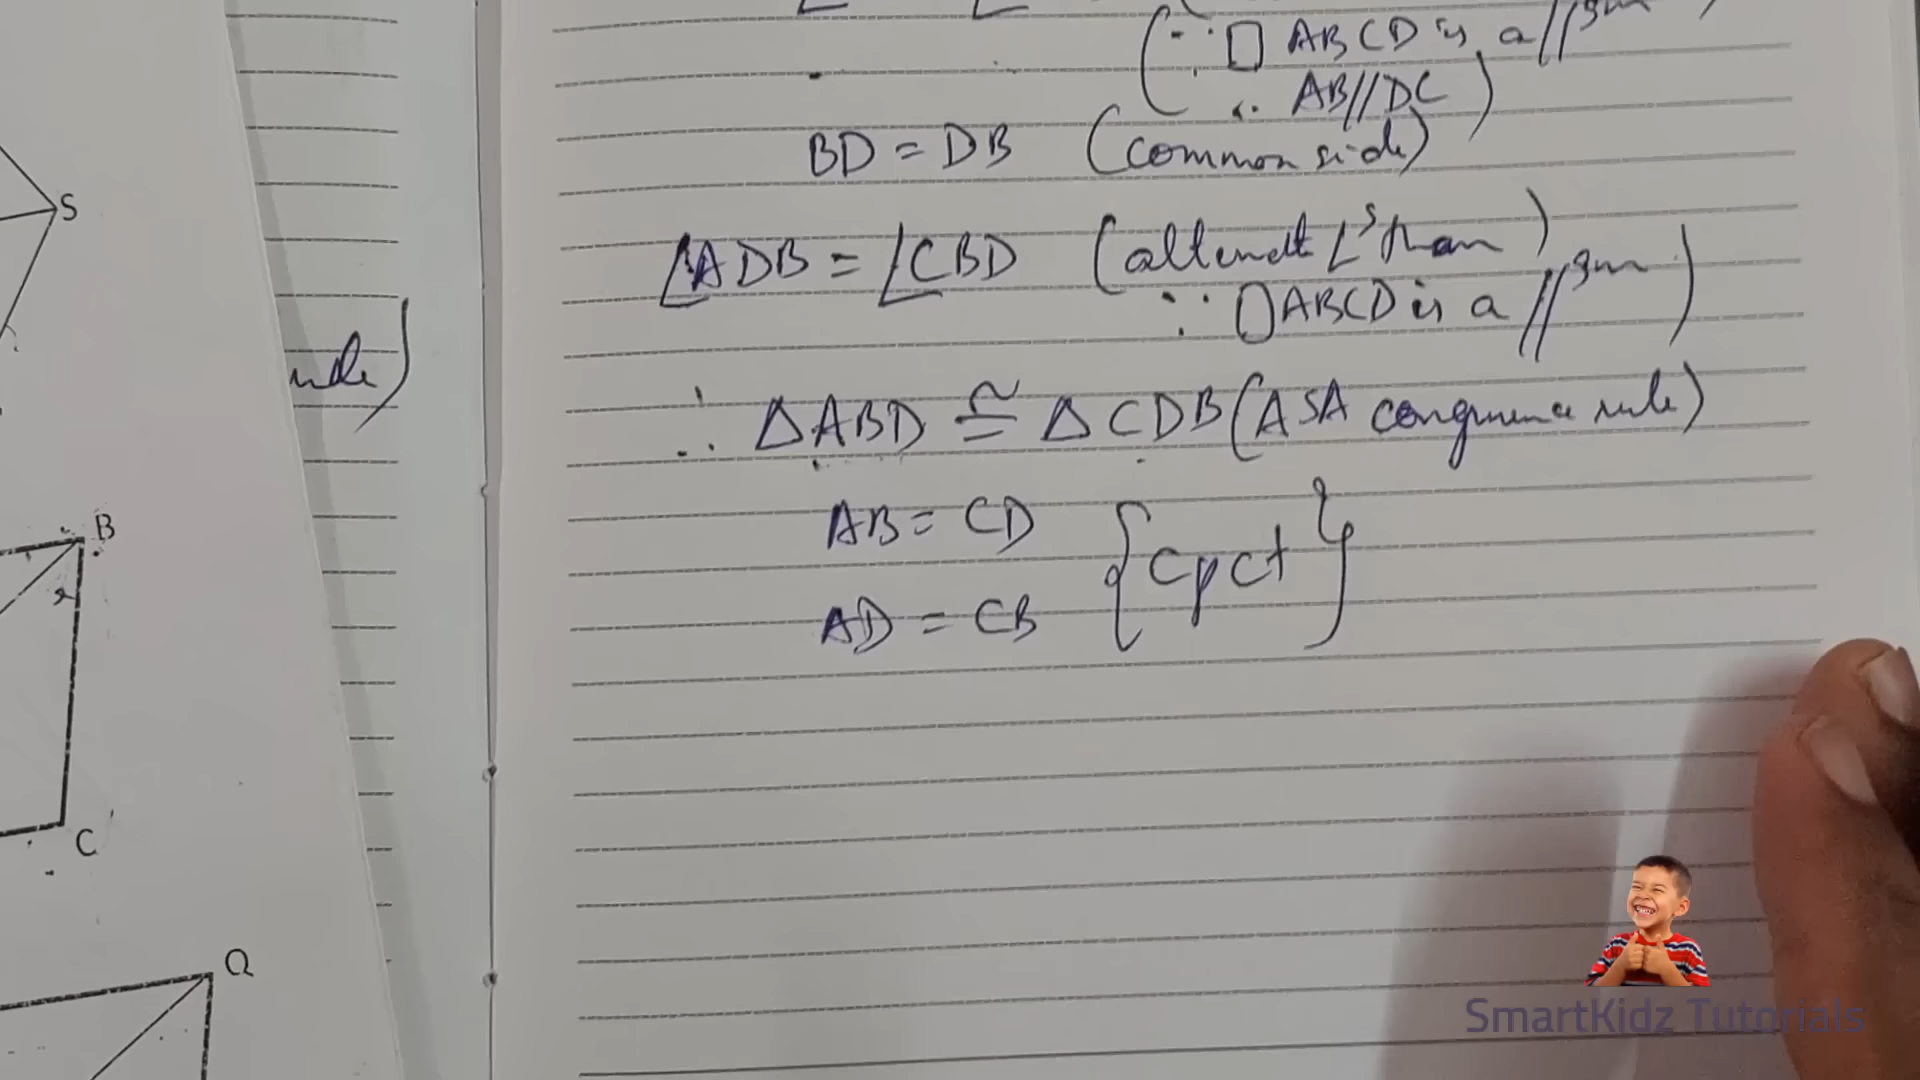 (∵ ▯ ABCD is a //gm
∴ AB//DC)
BD = DB (common side)
∠ADB = ∠CBD (alternate ∠s than)
∵ ▯ABCD is a //gm)
∴ ΔABD ≅ ΔCDB (ASA congruence rule)
AB = CD
{cpct}
AD = CB
S
B
C
Q
SmartKidz Tutorials